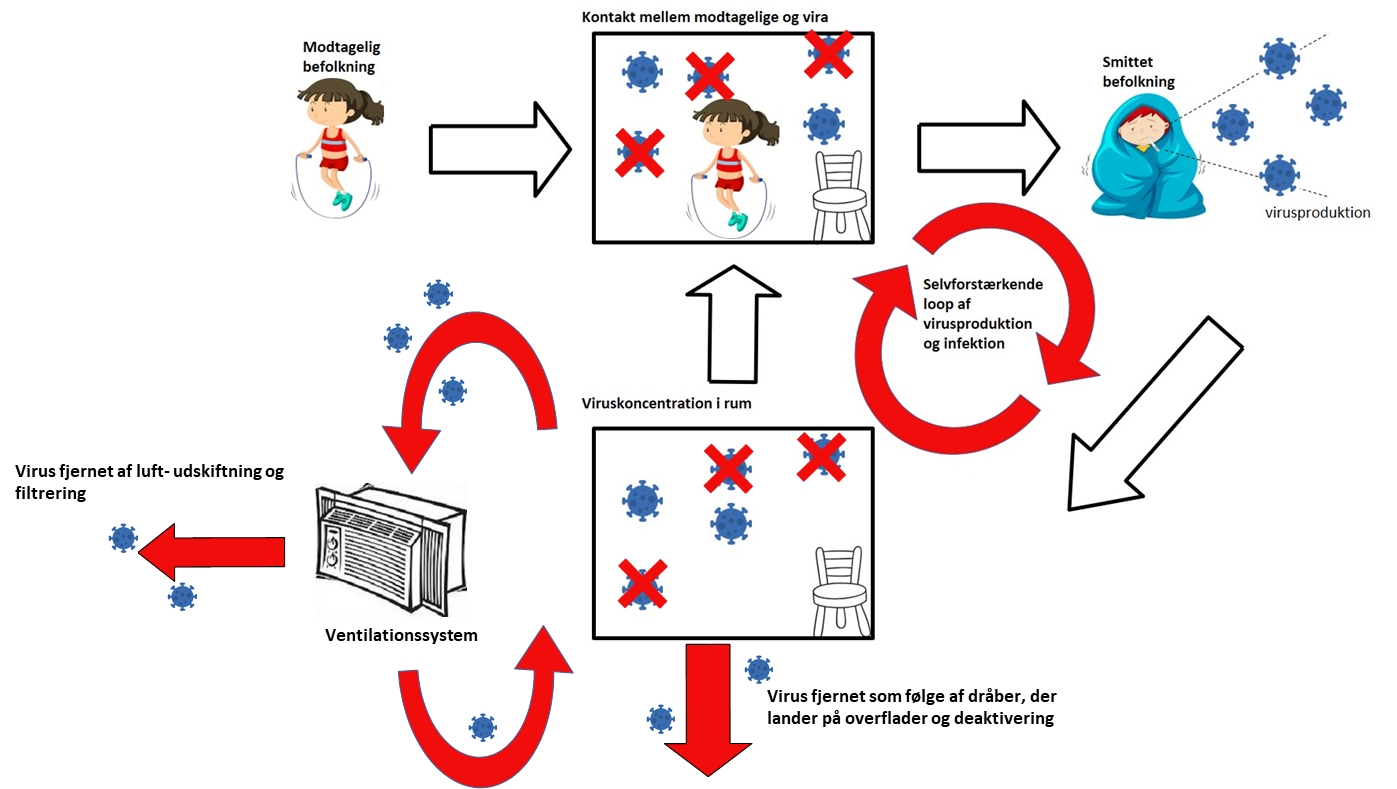 Kontakt mellem modtagelige og vira
Modtagelig
befolkning
Smittet
befolkning
virusproduktion
Selvforstærkende
loop af
virusproduktion
og infektion
Viruskoncentration i rum
Virus fjernet af luft- udskiftning og
filtrering
Ventilationssystem
Virus fjernet som følge af dråber, der
lander på overflader og deaktivering